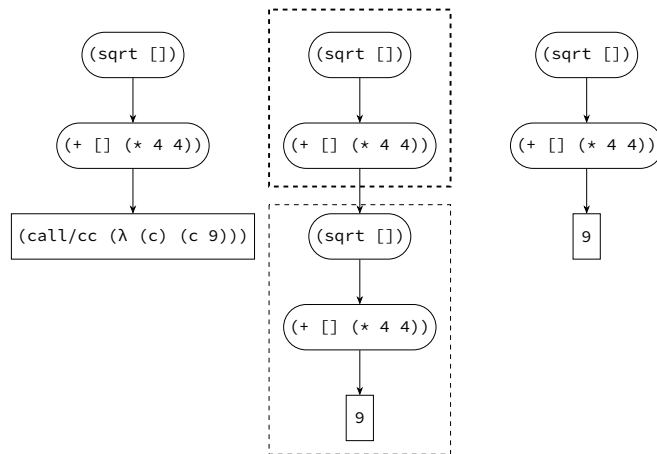 (sqrt [])
(+ [] (* 4 4))
(call/cc (λ (c) (c 9)))
(sqrt [])
(+ [] (* 4 4))
(sqrt [])
(+ [] (* 4 4))
9
(sqrt [])
(+ [] (* 4 4))
9